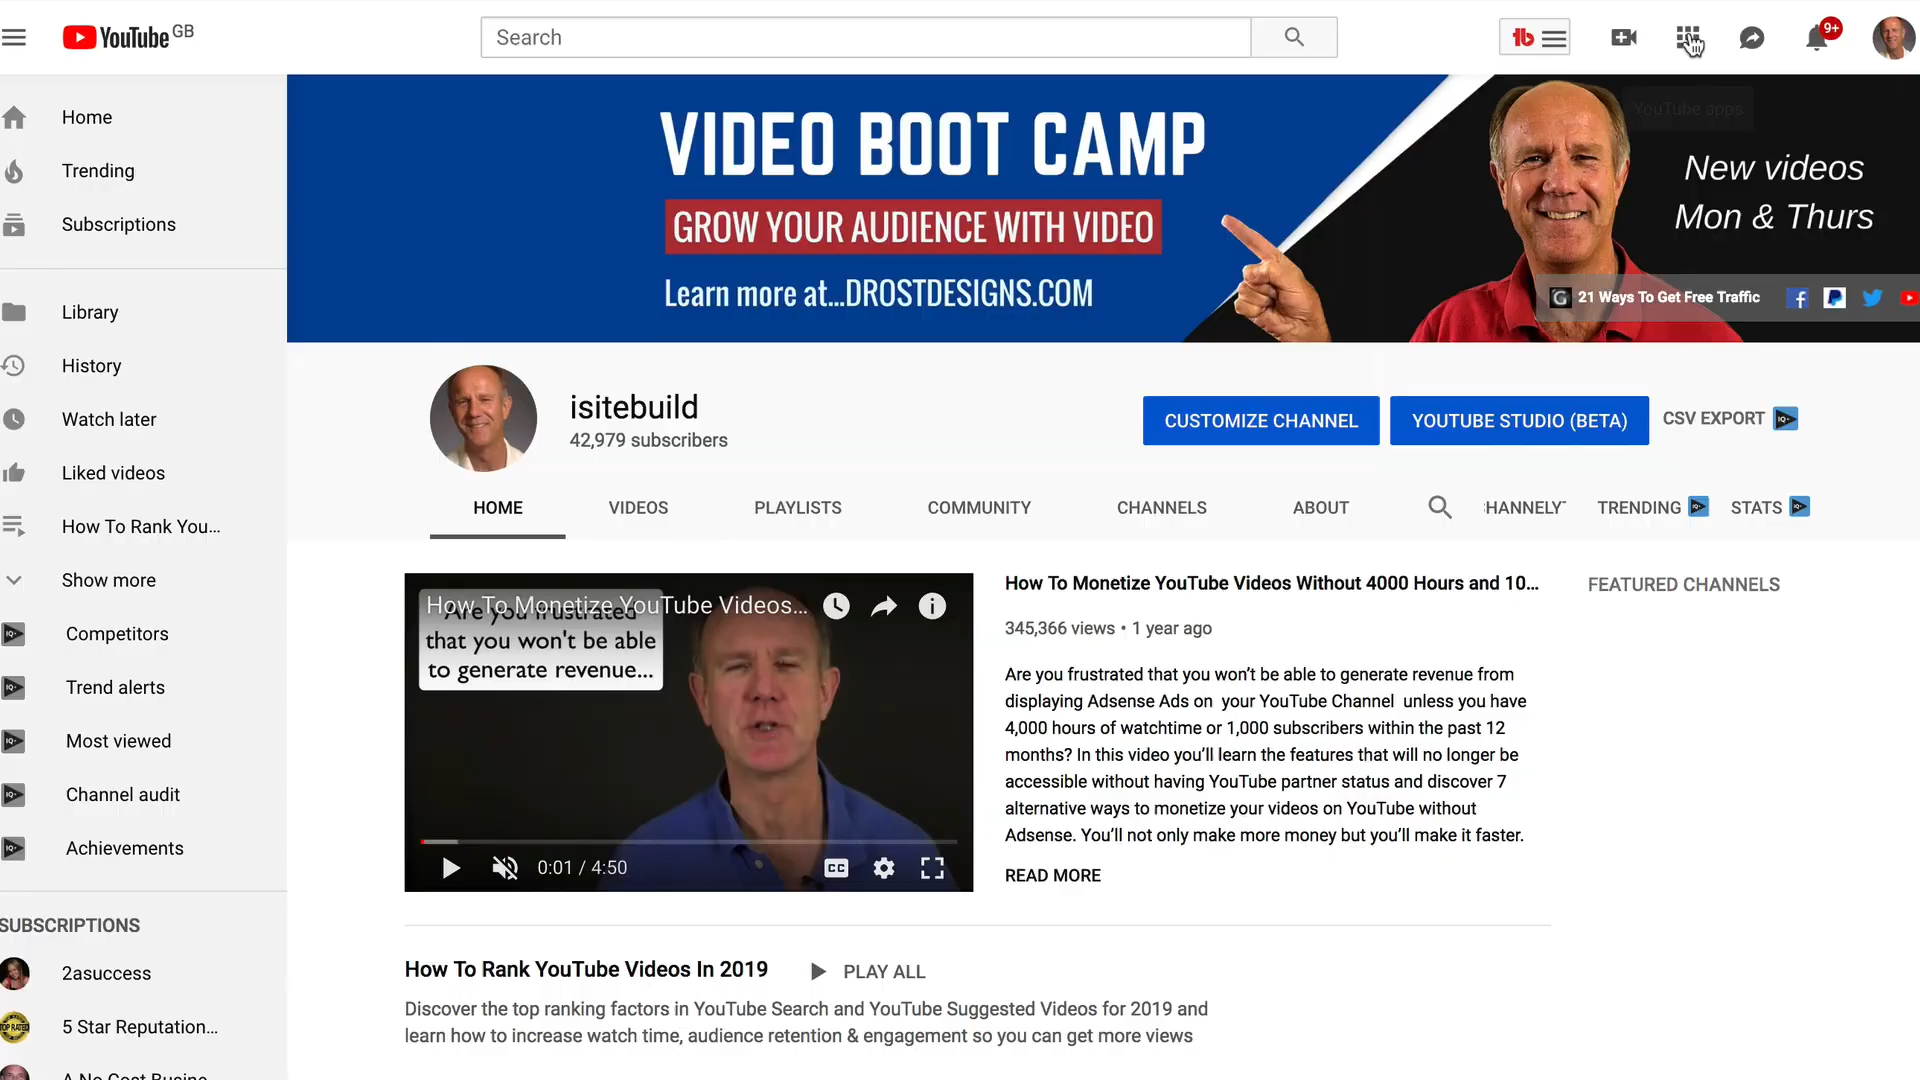 YouTube GB
Search
9+
Home
Trending
Subscriptions
Library
History
Watch later
Liked videos
How To Rank You...
Show more
Competitors
Trend alerts
Most viewed
Channel audit
Achievements
SUBSCRIPTIONS
2asuccess
5 Star Reputation...
A No Cost Busine
YouTube apps
VIDEO BOOT CAMP
GROW YOUR AUDIENCE WITH VIDEO
Learn more at...DROSTDESIGNS.COM
New videos
Mon & Thurs
21 Ways To Get Free Traffic
isitebuild
42,979 subscribers
CUSTOMIZE CHANNEL
YOUTUBE STUDIO (BETA)
CSV EXPORT
HOME
VIDEOS
PLAYLISTS
COMMUNITY
CHANNELS
ABOUT
HANNELY
TRENDING
STATS
How To Monetize YouTube Videos...
Are you frustrated
that you won't be able
to generate revenue...
0:01 / 4:50
CC
How To Monetize YouTube Videos Without 4000 Hours and 10...
345,366 views • 1 year ago
Are you frustrated that you won’t be able to generate revenue from
displaying Adsense Ads on your YouTube Channel unless you have
4,000 hours of watchtime or 1,000 subscribers within the past 12
months? In this video you’ll learn the features that will no longer be
accessible without having YouTube partner status and discover 7
alternative ways to monetize your videos on YouTube without
Adsense. You’ll not only make more money but you’ll make it faster.
READ MORE
FEATURED CHANNELS
How To Rank YouTube Videos In 2019
PLAY ALL
Discover the top ranking factors in YouTube Search and YouTube Suggested Videos for 2019 and
learn how to increase watch time, audience retention & engagement so you can get more views